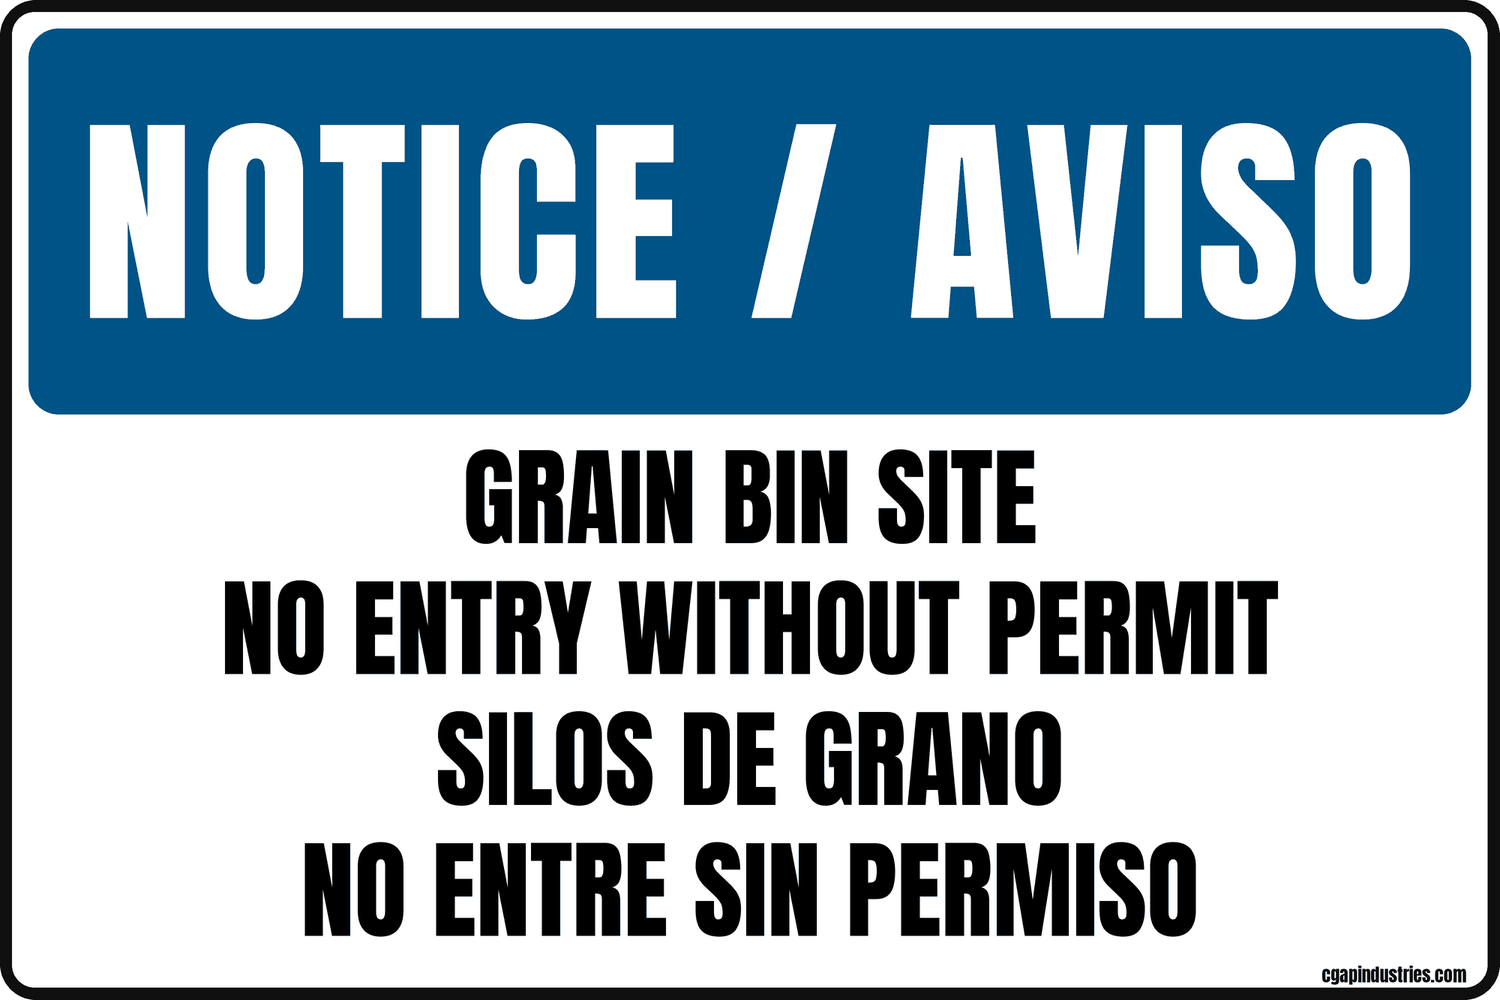 NOTICE / AVISO
GRAIN BIN SITE
NO ENTRY WITHOUT PERMIT
SILOS DE GRANO
NO ENTRE SIN PERMISO
cgapindustries.com